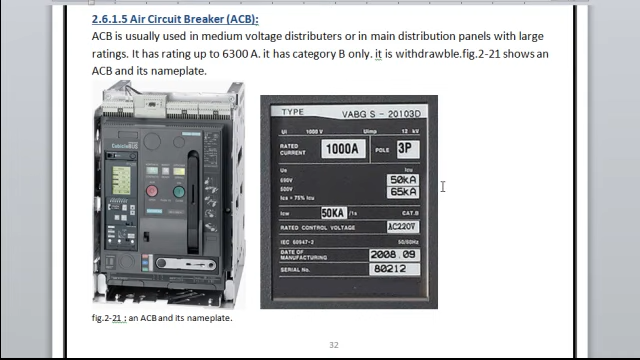 2.6.1.5 Air Circuit Breaker (ACB):
ACB is usually used in medium voltage distributers or in main distribution panels with large
ratings. It has rating up to 6300 A. it has category B only. it is withdrawble.fig.2-21 shows an
ACB and its nameplate.
TYPE VABG S - 20103D
Ui 1000 V Uimp 12 kV
RATED CURRENT 1000A POLE 3P
Ue Icu
690V 50kA
500V 65kA
Ics = 75% Icu
Icw 50KA /1s CAT.B
RATED CONTROL VOLTAGE AC220V
IEC 60947-2 50/60Hz
DATE OF MANUFACTURING 2008.09
SERIAL No. 80212
fig.2-21 : an ACB and its nameplate.
32